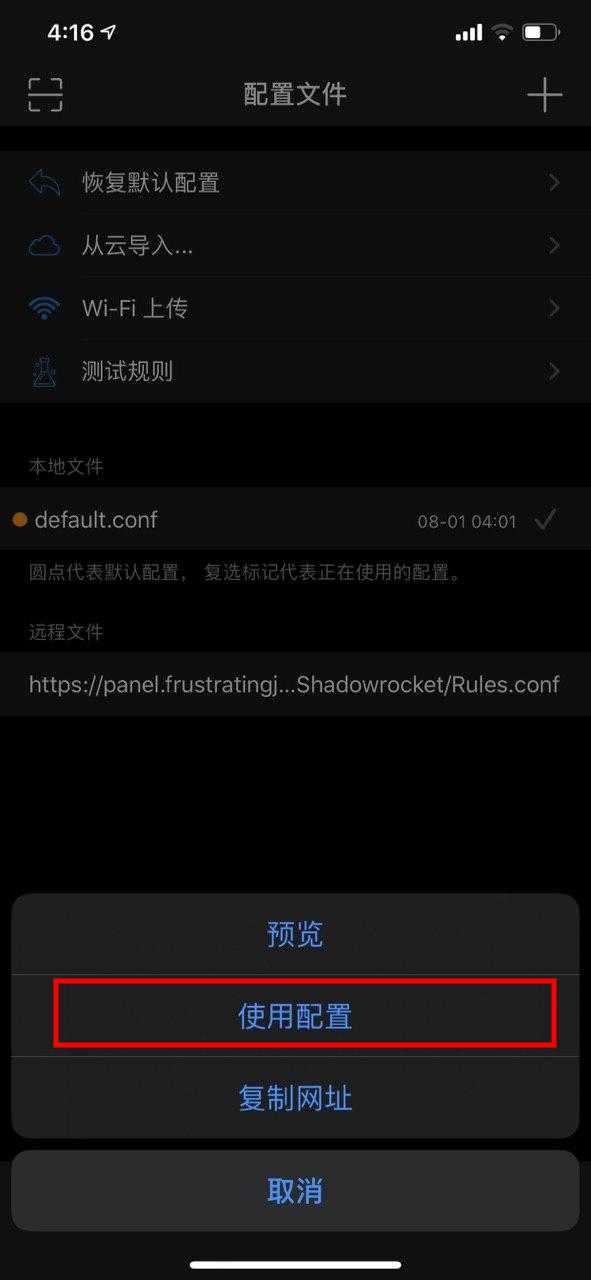 4:16
配置文件
恢复默认配置
从云导入...
Wi-Fi 上传
测试规则
本地文件
default.conf 08-01 04:01
圆点代表默认配置， 复选标记代表正在使用的配置。
远程文件
https://panel.frustratingj...Shadowrocket/Rules.conf
预览
使用配置
复制网址
取消